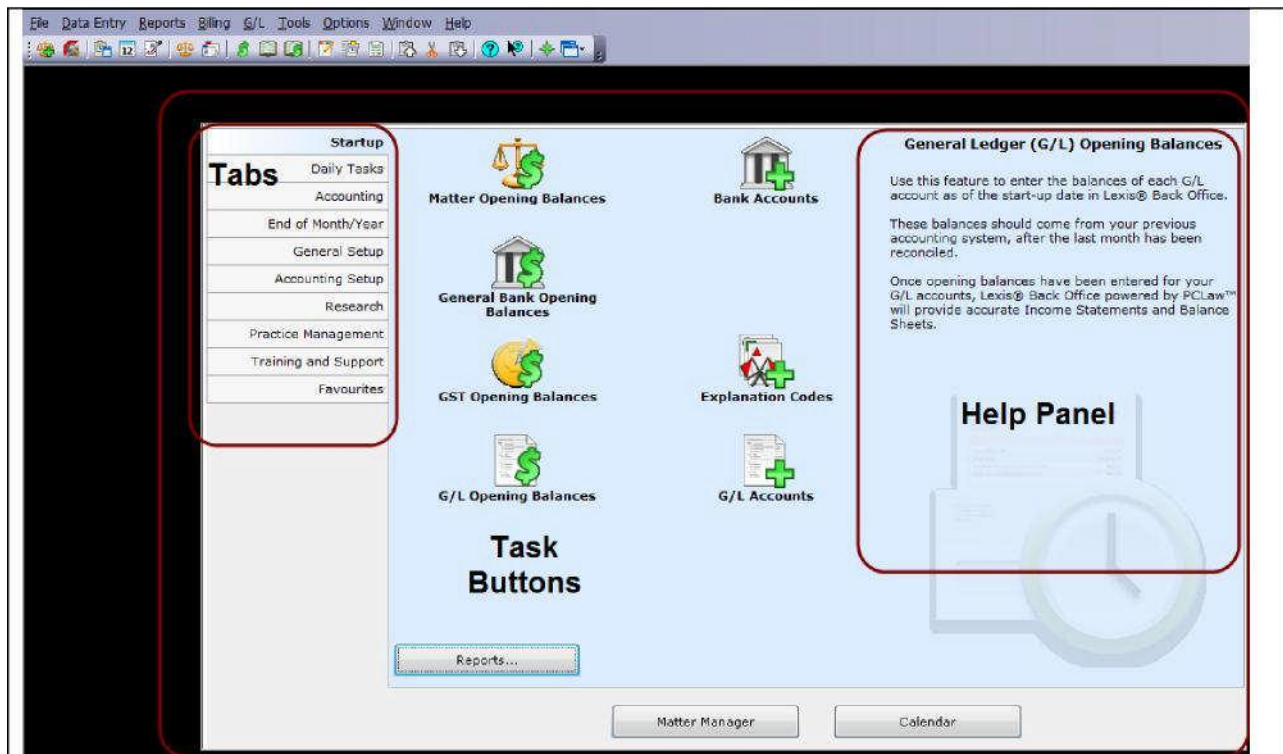 File Data Entry Reports Billing G/L Tools Options Window Help
12
Startup
Tabs
Daily Tasks
Accounting
End of Month/Year
General Setup
Accounting Setup
Research
Practice Management
Training and Support
Favourites
Matter Opening Balances
Bank Accounts
General Bank Opening
Balances
GST Opening Balances
Explanation Codes
G/L Opening Balances
G/L Accounts
Task
Buttons
Reports...
General Ledger (G/L) Opening Balances
Use this feature to enter the balances of each G/L
account as of the start-up date in Lexis® Back Office.
These balances should come from your previous
accounting system, after the last month has been
reconciled.
Once opening balances have been entered for your
G/L accounts, Lexis® Back Office powered by PCLaw™
will provide accurate Income Statements and Balance
Sheets.
Help Panel
Matter Manager
Calendar